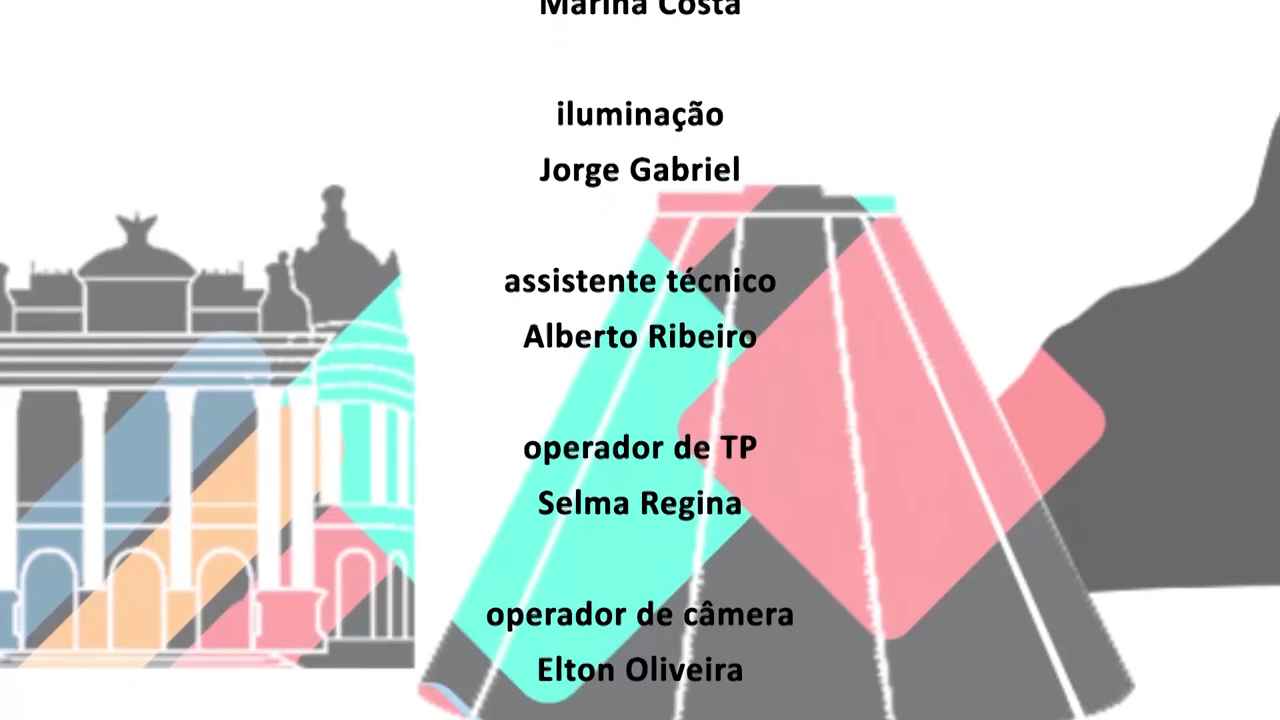 Marina Costa
iluminação
Jorge Gabriel
assistente técnico
Alberto Ribeiro
operador de TP
Selma Regina
operador de câmera
Elton Oliveira